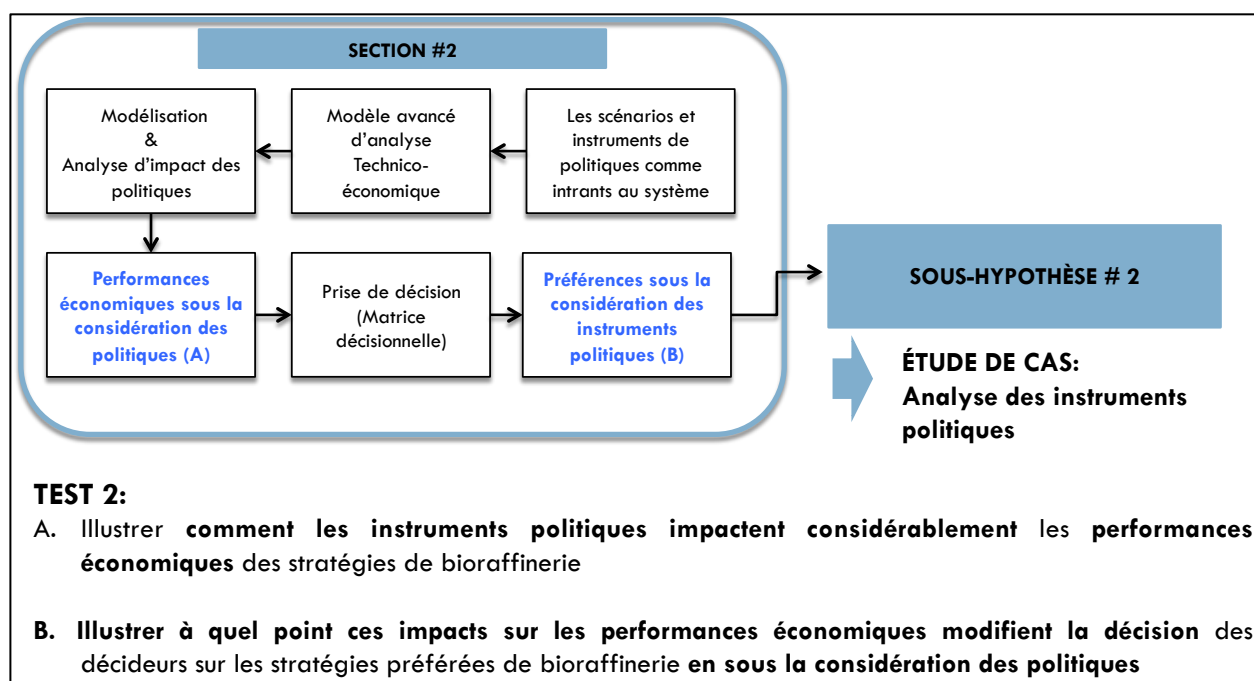 SECTION #2
Modélisation
&
Analyse d'impact des
politiques
Modèle avancé
d'analyse
Technico-
économique
Les scénarios et
instruments de
politiques comme
intrants au système
Performances
économiques sous la
considération des
politiques (A)
Prise de décision
(Matrice
décisionnelle)
Préférences sous la
considération des
instruments
politiques (B)
SOUS-HYPOTHÈSE # 2
ÉTUDE DE CAS:
Analyse des instruments
politiques
TEST 2:
A. Illustrer comment les instruments politiques impactent considérablement les performances
économiques des stratégies de bioraffinerie
B. Illustrer à quel point ces impacts sur les performances économiques modifient la décision des
décideurs sur les stratégies préférées de bioraffinerie en sous la considération des politiques